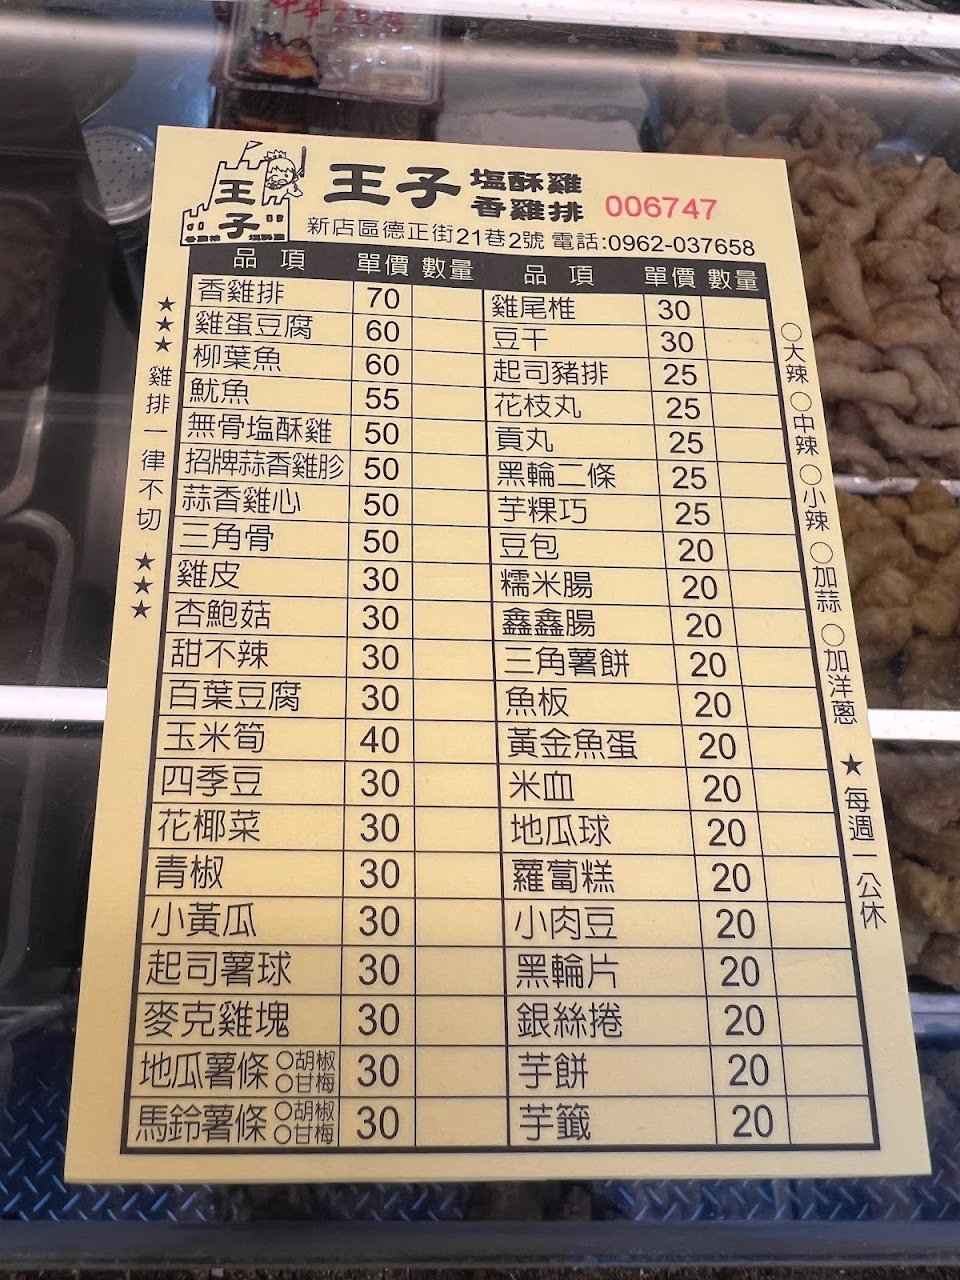 王子 塩酥雞
香雞排 006747
王子
新店區德正街21巷2號 電話:0962-037658
品項 單價 數量 品項 單價 數量
香雞排 70 雞尾椎 30
雞蛋豆腐 60 豆干 30
柳葉魚 60 起司豬排 25
魷魚 55 花枝丸 25
無骨塩酥雞 50 貢丸 25
招牌蒜香雞胗 50 黑輪二條 25
蒜香雞心 50 芋粿巧 25
三角骨 50 豆包 20
雞皮 30 糯米腸 20
杏鮑菇 30 鑫鑫腸 20
甜不辣 30 三角薯餅 20
百葉豆腐 30 魚板 20
玉米筍 40 黃金魚蛋 20
四季豆 30 米血 20
花椰菜 30 地瓜球 20
青椒 30 蘿蔔糕 20
小黃瓜 30 小肉豆 20
起司薯球 30 黑輪片 20
麥克雞塊 30 銀絲捲 20
地瓜薯條 ○胡椒 ○甘梅 30 芋餅 20
馬鈴薯條 ○胡椒 ○甘梅 30 芋籤 20
★★★雞排一律不切★★★
○大辣 ○中辣 ○小辣 ○加蒜 ○加洋蔥 ★每週一公休